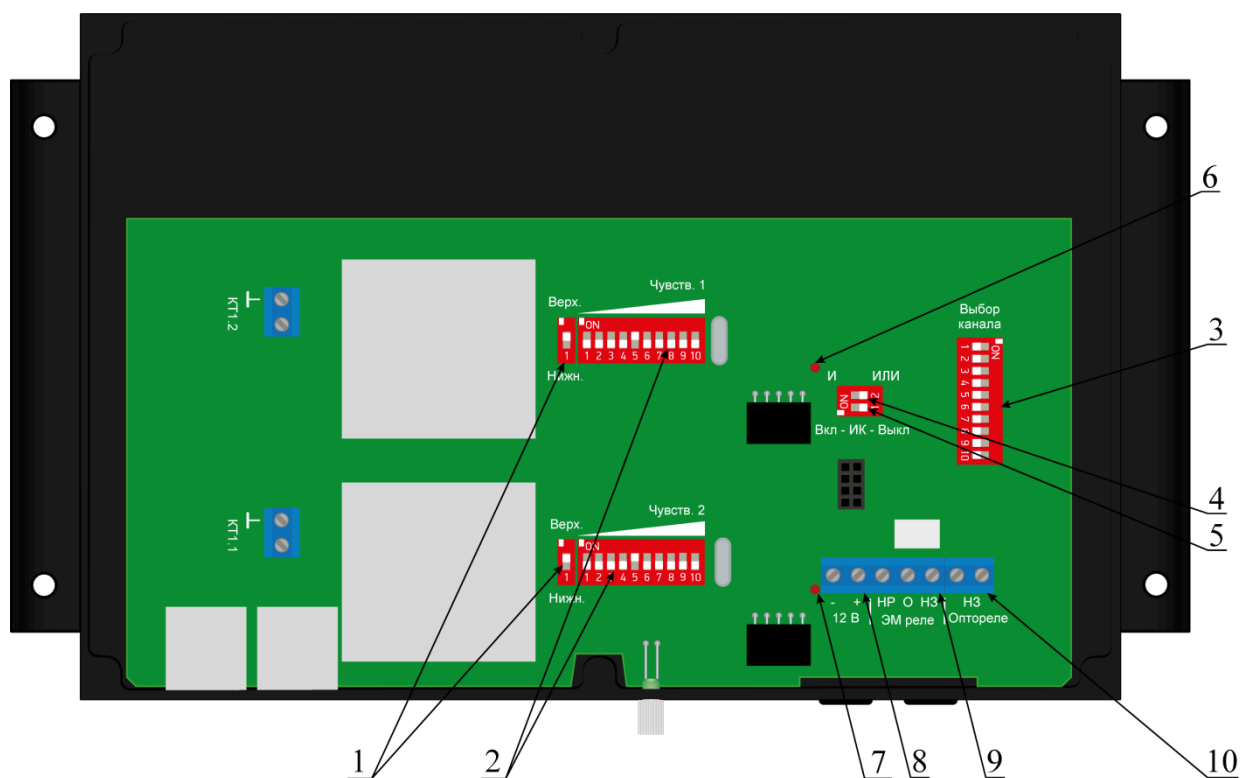 6
Чувств. 1
Верх.
ON
1
1 2 3 4 5 6 7 8 9 10
Нижн.
КТ1.2
Выбор
канала
ON
1
2
3
4
5
6
7
8
9
10
3
И ИЛИ
ON
2
1
Вкл - ИК - Выкл
4
5
Чувств. 2
Верх.
ON
1
1 2 3 4 5 6 7 8 9 10
Нижн.
КТ1.1
- + НР О НЗ НЗ
12 В ЭМ реле Оптореле
1 2 7 8 9 10